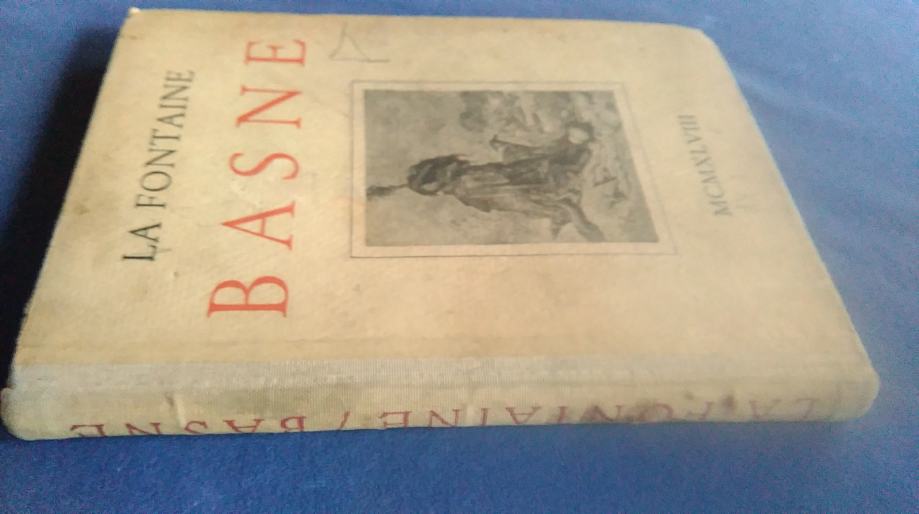 LA FONTAINE
BASNE
MCMXLVIII
LA FONTAINE / BASNE